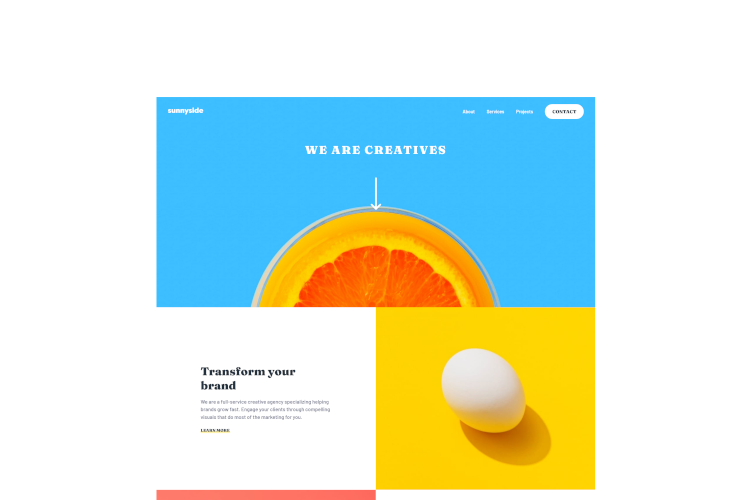 sunnyside
About Services Projects CONTACT
WE ARE CREATIVES
Transform your
brand
We are a full-service creative agency specializing helping
brands grow fast. Engage your clients through compelling
visuals that do most of the marketing for you.
LEARN MORE